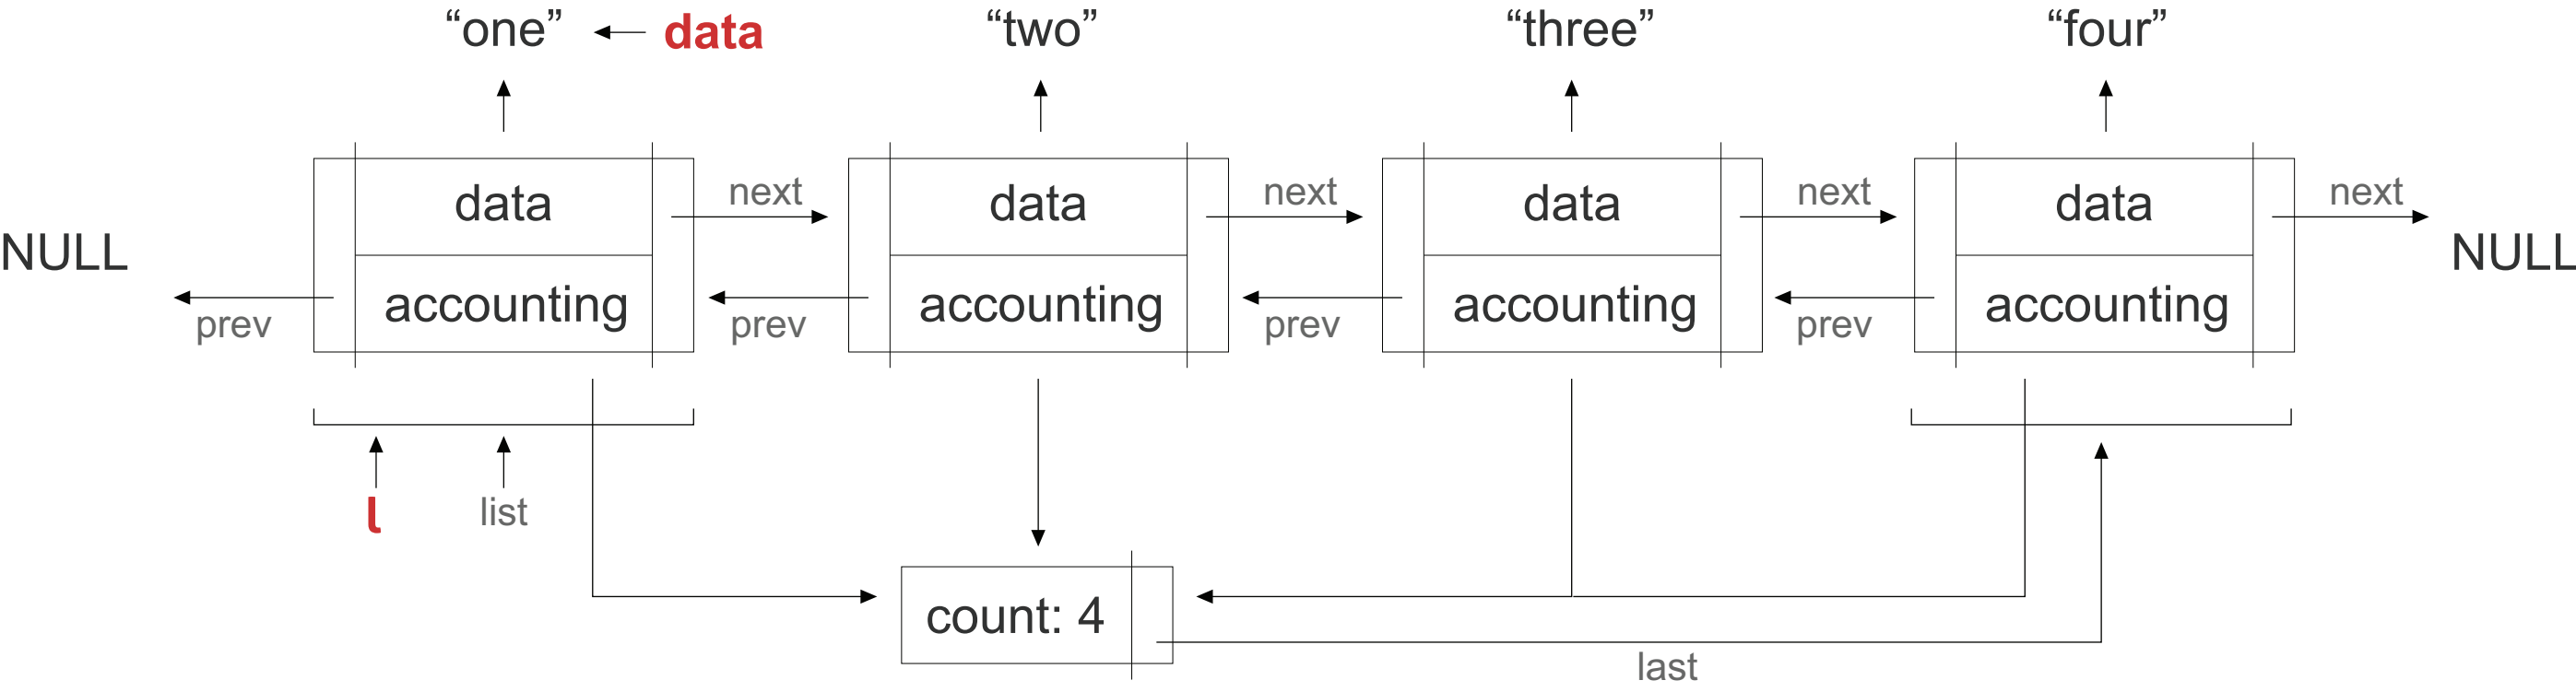 “one” data “two” “three” “four”
data next data next data next data next
NULL NULL
accounting accounting accounting accounting
prev prev prev prev
l list
count: 4
last